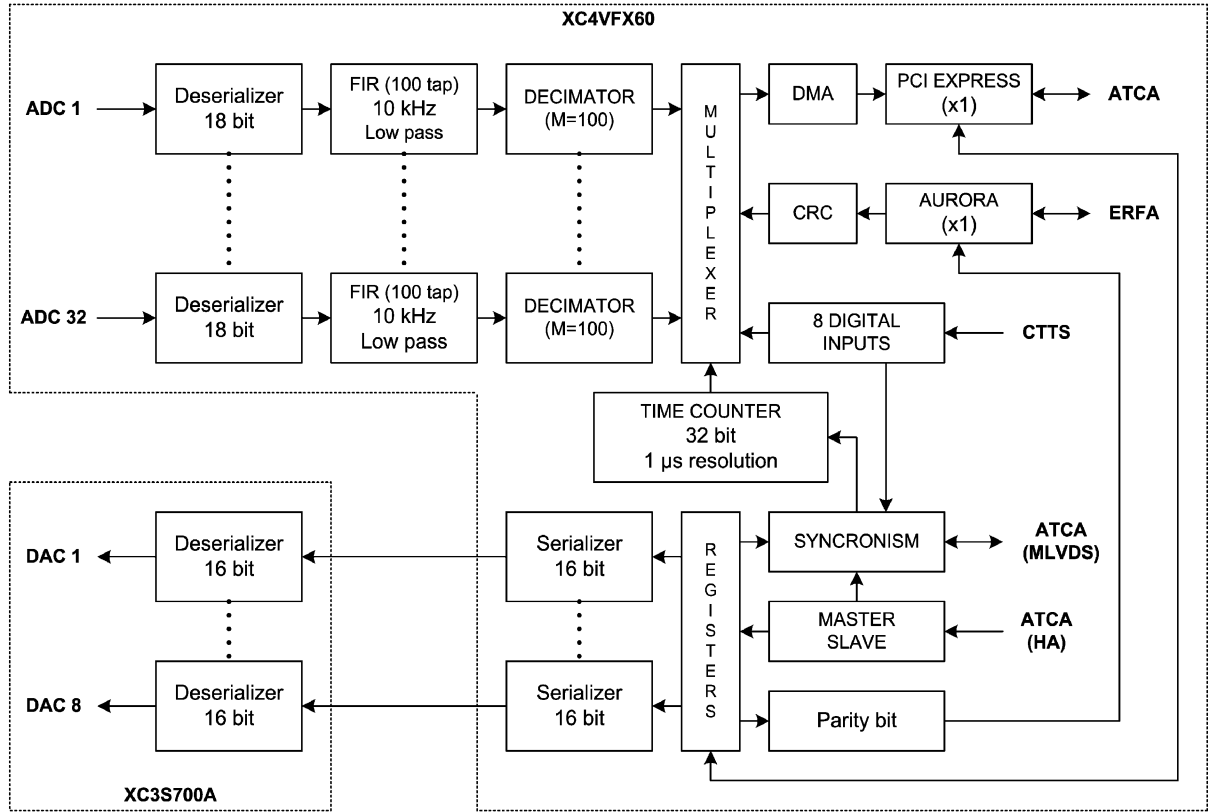 XC4VFX60
ADC 1
Deserializer
18 bit
FIR (100 tap)
10 kHz
Low pass
DECIMATOR
(M=100)
MULTIPLEXER
DMA
PCI EXPRESS
(x1)
ATCA
CRC
AURORA
(x1)
ERFA
ADC 32
Deserializer
18 bit
FIR (100 tap)
10 kHz
Low pass
DECIMATOR
(M=100)
8 DIGITAL
INPUTS
CTTS
TIME COUNTER
32 bit
1 µs resolution
DAC 1
Deserializer
16 bit
Serializer
16 bit
REGISTERS
SYNCRONISM
ATCA
(MLVDS)
MASTER
SLAVE
ATCA
(HA)
DAC 8
Deserializer
16 bit
Serializer
16 bit
Parity bit
XC3S700A